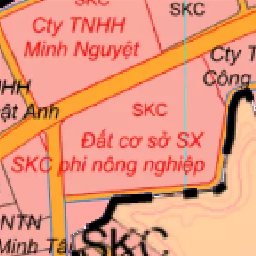 SKC
Cty TNHH
Minh Nguyệt
SKC
Cty T
Công
HH
ật Anh
SKC
Đất cơ sở SX
SKC phi nông nghiệp
NTN
Minh Tâ
SKC